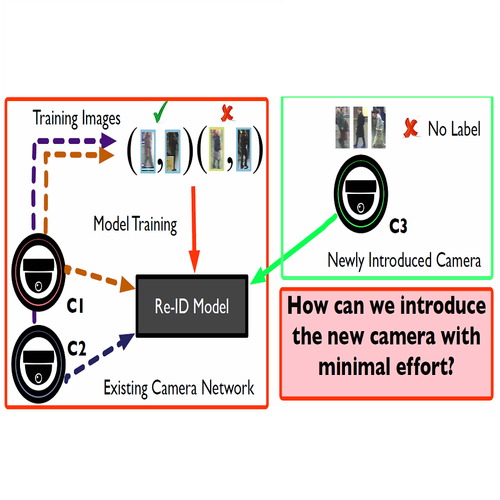 Training Images
( , ) ( , )
Model Training
C1
Re-ID Model
C2
Existing Camera Network
No Label
C3
Newly Introduced Camera
How can we introduce
the new camera with
minimal effort?